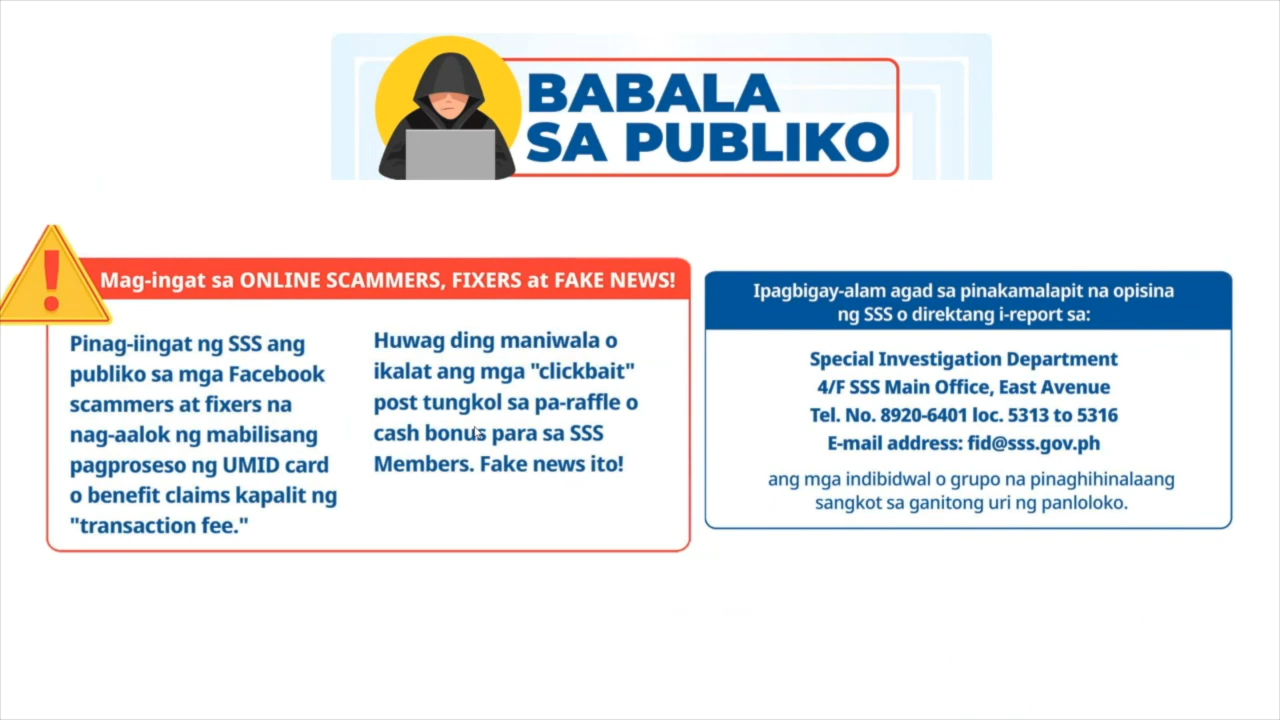 BABALA
SA PUBLIKO
Mag-ingat sa ONLINE SCAMMERS, FIXERS at FAKE NEWS!
Pinag-iingat ng SSS ang
publiko sa mga Facebook
scammers at fixers na
nag-aalok ng mabilisang
pagproseso ng UMID card
o benefit claims kapalit ng
"transaction fee."
Huwag ding maniwala o
ikalat ang mga "clickbait"
post tungkol sa pa-raffle o
cash bonus para sa SSS
Members. Fake news ito!
Ipagbigay-alam agad sa pinakamalapit na opisina
ng SSS o direktang i-report sa:
Special Investigation Department
4/F SSS Main Office, East Avenue
Tel. No. 8920-6401 loc. 5313 to 5316
E-mail address: fid@sss.gov.ph
ang mga indibidwal o grupo na pinaghihinalaang
sangkot sa ganitong uri ng panloloko.